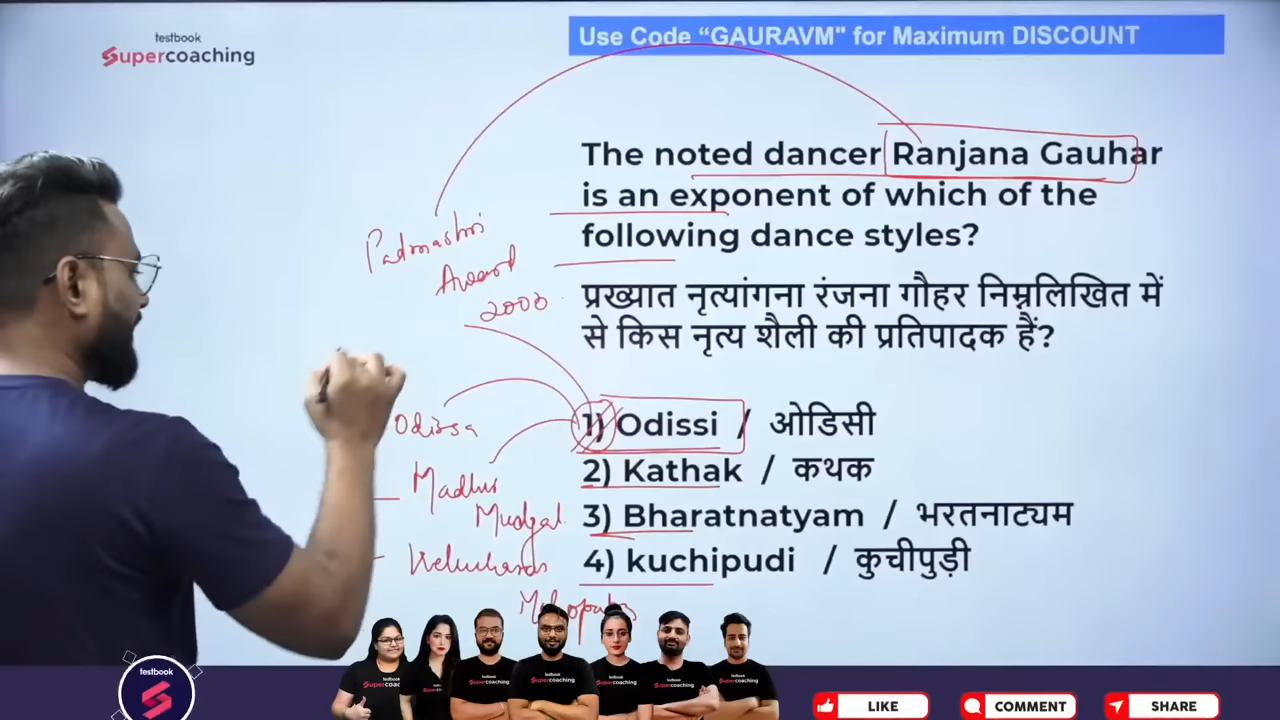 testbook
Supercoaching
Use Code “GAURAVM" for Maximum DISCOUNT
The noted dancer Ranjana Gauhar
is an exponent of which of the
following dance styles?
Padmashri
Award
2003
प्रख्यात नृत्यांगना रंजना गौहर निम्नलिखित में
से किस नृत्य शैली की प्रतिपादक हैं?
Odissa
1) Odissi / ओडिसी
Madhur
2) Kathak / कथक
Mudgal
3) Bharatnatyam / भरतनाट्यम
Kelucharan
4) kuchipudi / कुचीपुड़ी
testbook
LIKE
COMMENT
SHARE